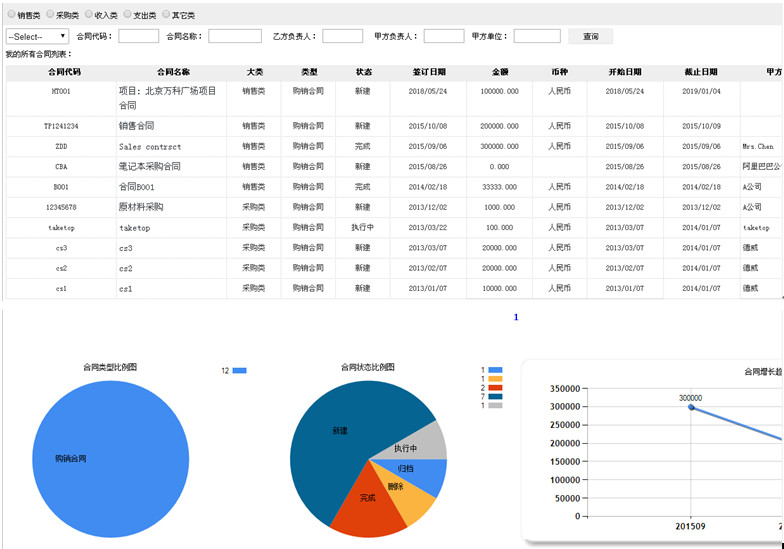 销售类 采购类 收入类 支出类 其它类
--Select-- 合同代码： 合同名称： 乙方负责人： 甲方负责人： 甲方单位： 查询
我的所有合同列表：
合同代码 合同名称 大类 类型 状态 签订日期 金额 币种 开始日期 截止日期 甲方
HT001 项目：北京万科广场项目合同 销售类 购销合同 新建 2018/05/24 100000.000 人民币 2018/05/24 2019/01/04
TP1241234 销售合同 销售类 购销合同 新建 2015/10/08 200000.000 人民币 2015/10/08 2015/10/09
ZDD Sales contrsct 销售类 购销合同 完成 2015/09/06 300000.000 人民币 2015/09/06 2015/09/06 Mrs.Chen
CBA 笔记本采购合同 销售类 购销合同 新建 2015/08/26 0.000 2015/08/26 2015/08/26 阿里巴巴公
B001 合同B001 销售类 购销合同 完成 2014/02/18 33333.000 人民币 2014/02/18 2014/02/18 A公司
12345678 原材料采购 采购类 购销合同 新建 2013/12/02 1000.000 人民币 2013/12/02 2013/12/02 A公司
taketop taketop 采购类 购销合同 执行中 2013/03/22 100.000 人民币 2013/03/07 2014/01/07 taketop
cs3 cs3 采购类 购销合同 新建 2013/03/07 20000.000 人民币 2013/03/07 2014/01/07 德威
cs2 cs2 采购类 购销合同 新建 2013/02/07 20000.000 人民币 2013/02/07 2014/01/07 德威
cs1 cs1 采购类 购销合同 新建 2013/01/07 10000.000 人民币 2013/01/07 2014/01/07 德威
1
合同类型比例图
12
购销合同
合同状态比例图
1
1
2
7
1
新建
执行中
归档
删除
完成
合同增长趋
350000
300000
250000
200000
150000
100000
50000
0
300000
201509